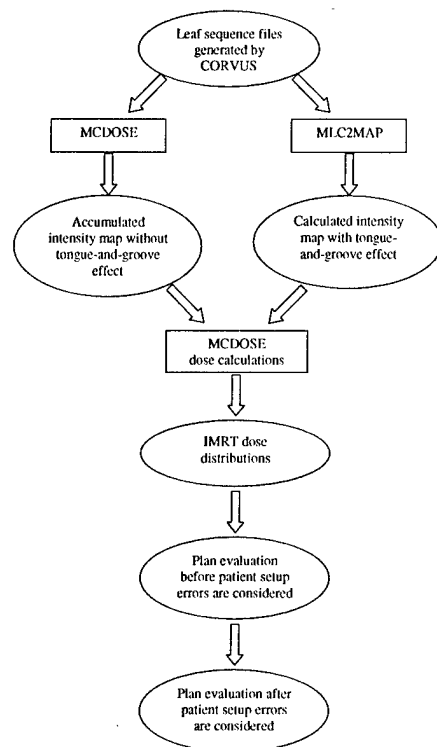 Leaf sequence files
generated by
CORVUS
MCDOSE
MLC2MAP
Accumulated
intensity map without
tongue-and-groove
effect
Calculated intensity
map with tongue-
and-groove effect
MCDOSE
dose calculations
IMRT dose
distributions
Plan evaluation
before patient setup
errors are considered
Plan evaluation after
patient setup errors
are considered